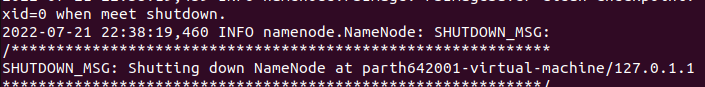 xid=0 when meet shutdown.
2022-07-21 22:38:19,460 INFO namenode.NameNode: SHUTDOWN_MSG:
/************************************************************
SHUTDOWN_MSG: Shutting down NameNode at parth642001-virtual-machine/127.0.1.1
************************************************************/